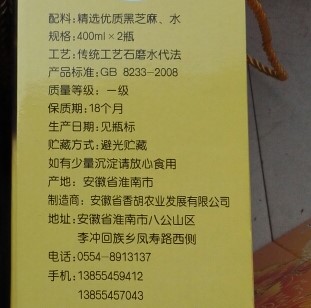 配料:精选优质黑芝麻、水
规格:400ml×2瓶
工艺:传统工艺石磨水代法
产品标准:GB 8233-2008
质量等级:一级
保质期:18个月
生产日期:见瓶标
贮藏方式:避光贮藏
如有少量沉淀请放心食用
产地:安徽省淮南市
制造商:安徽省香胡农业发展有限公司
地址:安徽省淮南市八公山区
李冲回族乡凤寿路西侧
电话:0554-8913137
手机:13855459412
13855457043